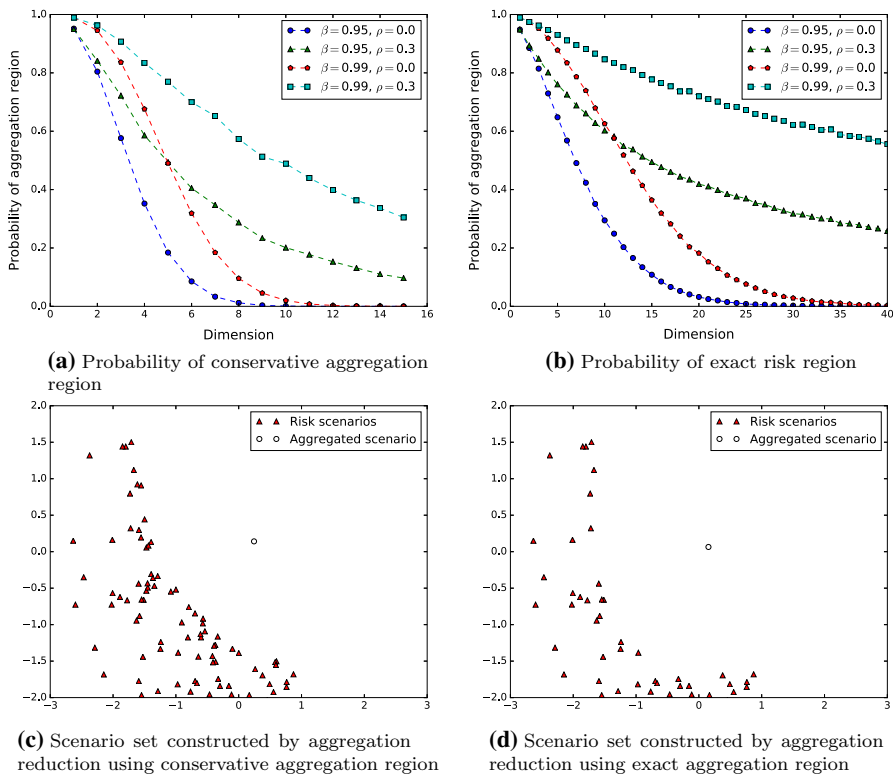 1.0
0.8
0.6
0.4
0.2
0.0
Probability of aggregation region
β = 0.95, ρ = 0.0
β = 0.95, ρ = 0.3
β = 0.99, ρ = 0.0
β = 0.99, ρ = 0.3
0 2 4 6 8 10 12 14 16
Dimension
(a) Probability of conservative aggregation
region
1.0
0.8
0.6
0.4
0.2
0.0
Probability of aggregation region
β = 0.95, ρ = 0.0
β = 0.95, ρ = 0.3
β = 0.99, ρ = 0.0
β = 0.99, ρ = 0.3
0 5 10 15 20 25 30 35 40
Dimension
(b) Probability of exact risk region
2.0
1.5
1.0
0.5
0.0
−0.5
−1.0
−1.5
−2.0
Risk scenarios
Aggregated scenario
−3 −2 −1 0 1 2 3
(c) Scenario set constructed by aggregation
reduction using conservative aggregation region
2.0
1.5
1.0
0.5
0.0
−0.5
−1.0
−1.5
−2.0
Risk scenarios
Aggregated scenario
−3 −2 −1 0 1 2 3
(d) Scenario set constructed by aggregation
reduction using exact aggregation region